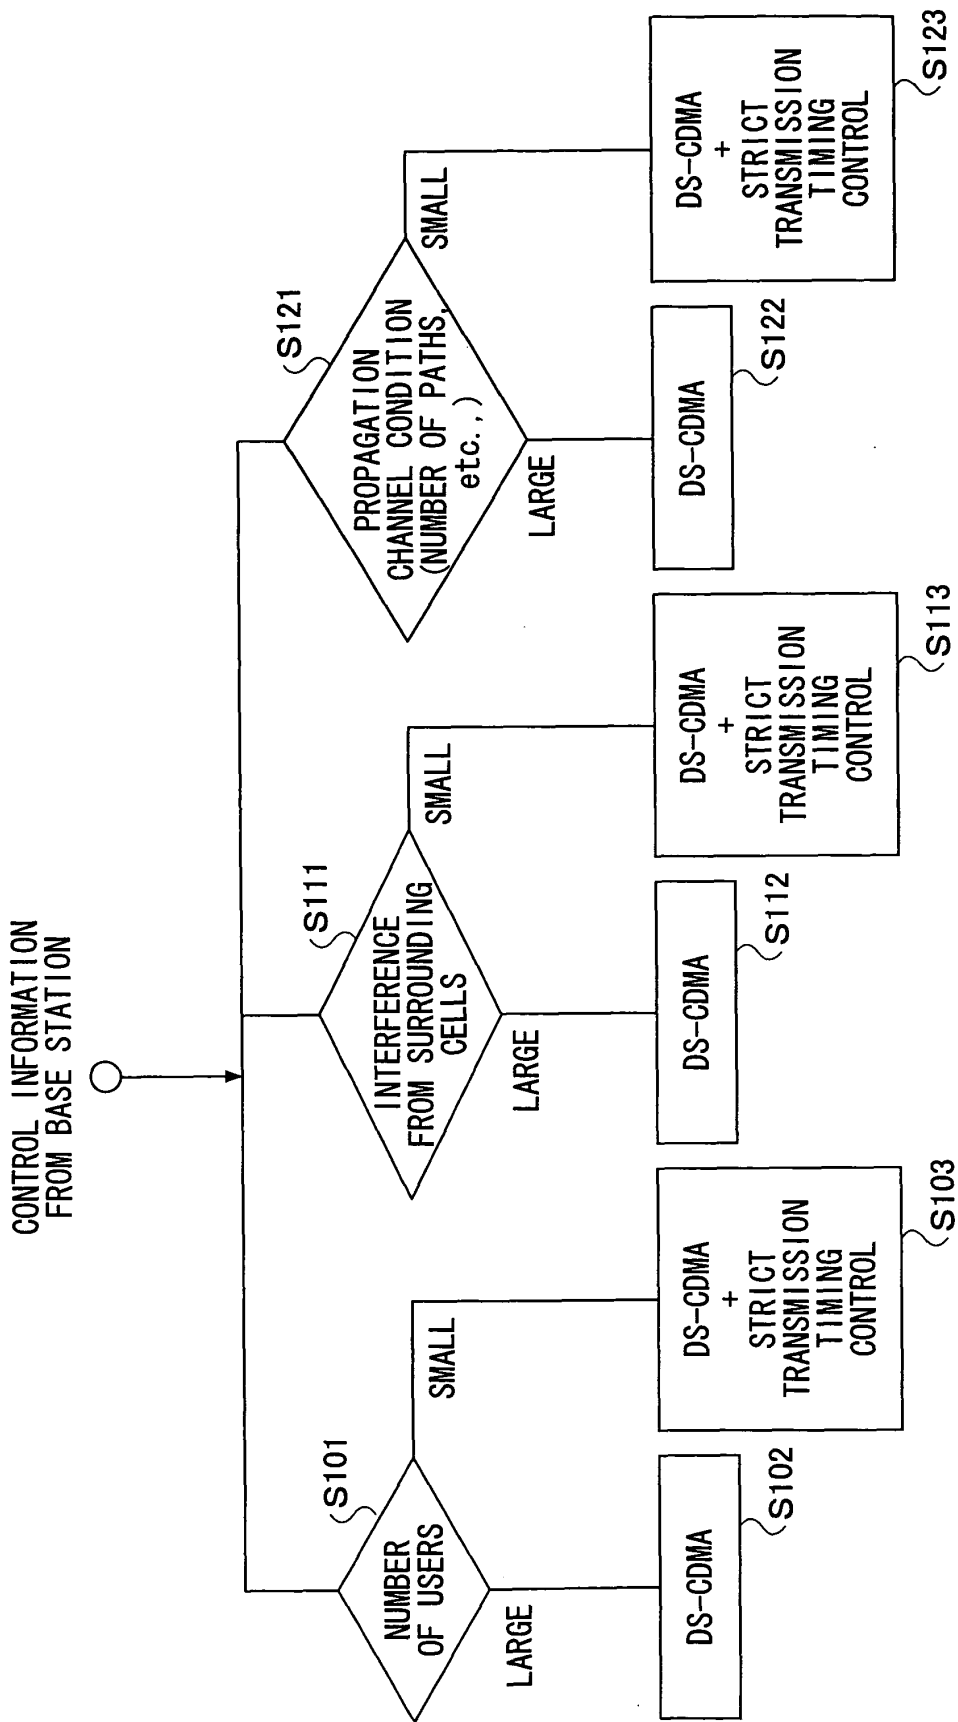 CONTROL INFORMATION
FROM BASE STATION
S101
NUMBER
OF USERS
LARGE
SMALL
DS-CDMA
S102
DS-CDMA
+
STRICT
TRANSMISSION
TIMING
CONTROL
S103
S111
INTERFERENCE
FROM SURROUNDING
CELLS
LARGE
SMALL
DS-CDMA
S112
DS-CDMA
+
STRICT
TRANSMISSION
TIMING
CONTROL
S113
S121
PROPAGATION
CHANNEL CONDITION
(NUMBER OF PATHS,
etc.,)
LARGE
SMALL
DS-CDMA
S122
DS-CDMA
+
STRICT
TRANSMISSION
TIMING
CONTROL
S123